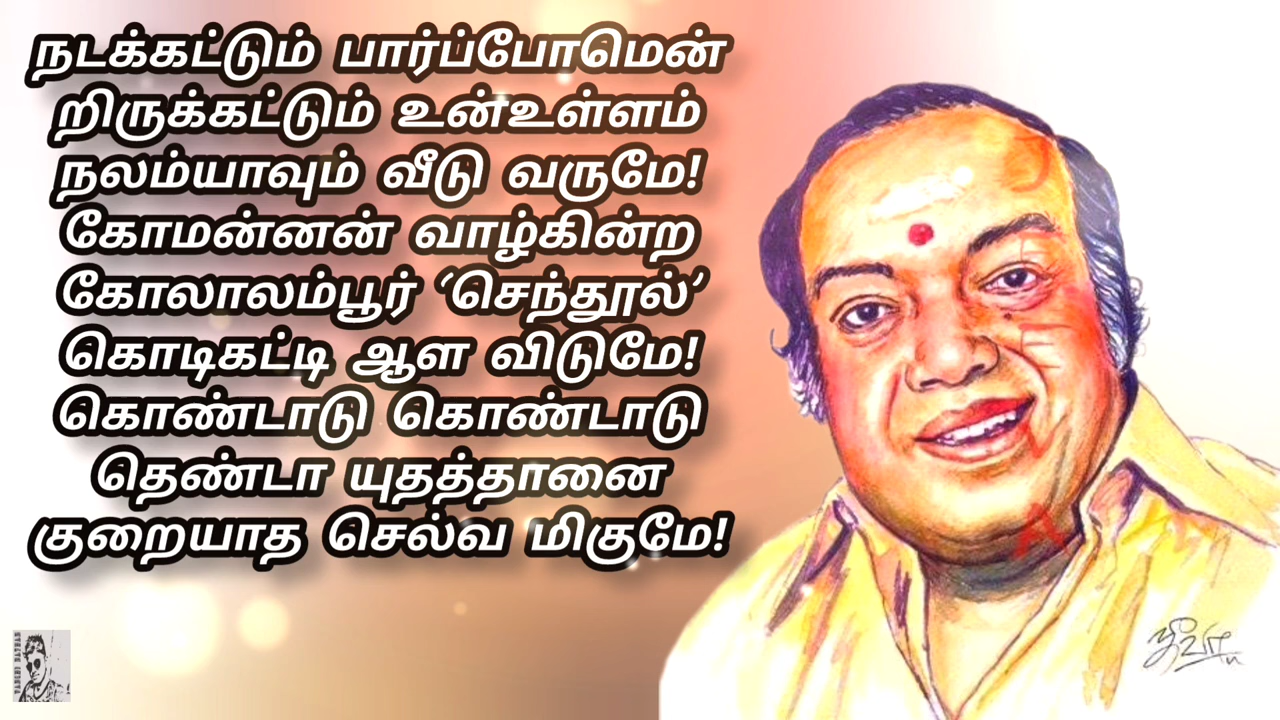 நடக்கட்டும் பார்ப்போமென்
றிருக்கட்டும் உன்உள்ளம்
நலம்யாவும் வீடு வருமே!
கோமன்னன் வாழ்கின்ற
கோலாலம்பூர் ‘செந்தூல்’
கொடிகட்டி ஆள விடுமே!
கொண்டாடு கொண்டாடு
தெண்டா யுதத்தானை
குறையாத செல்வ மிகுமே!